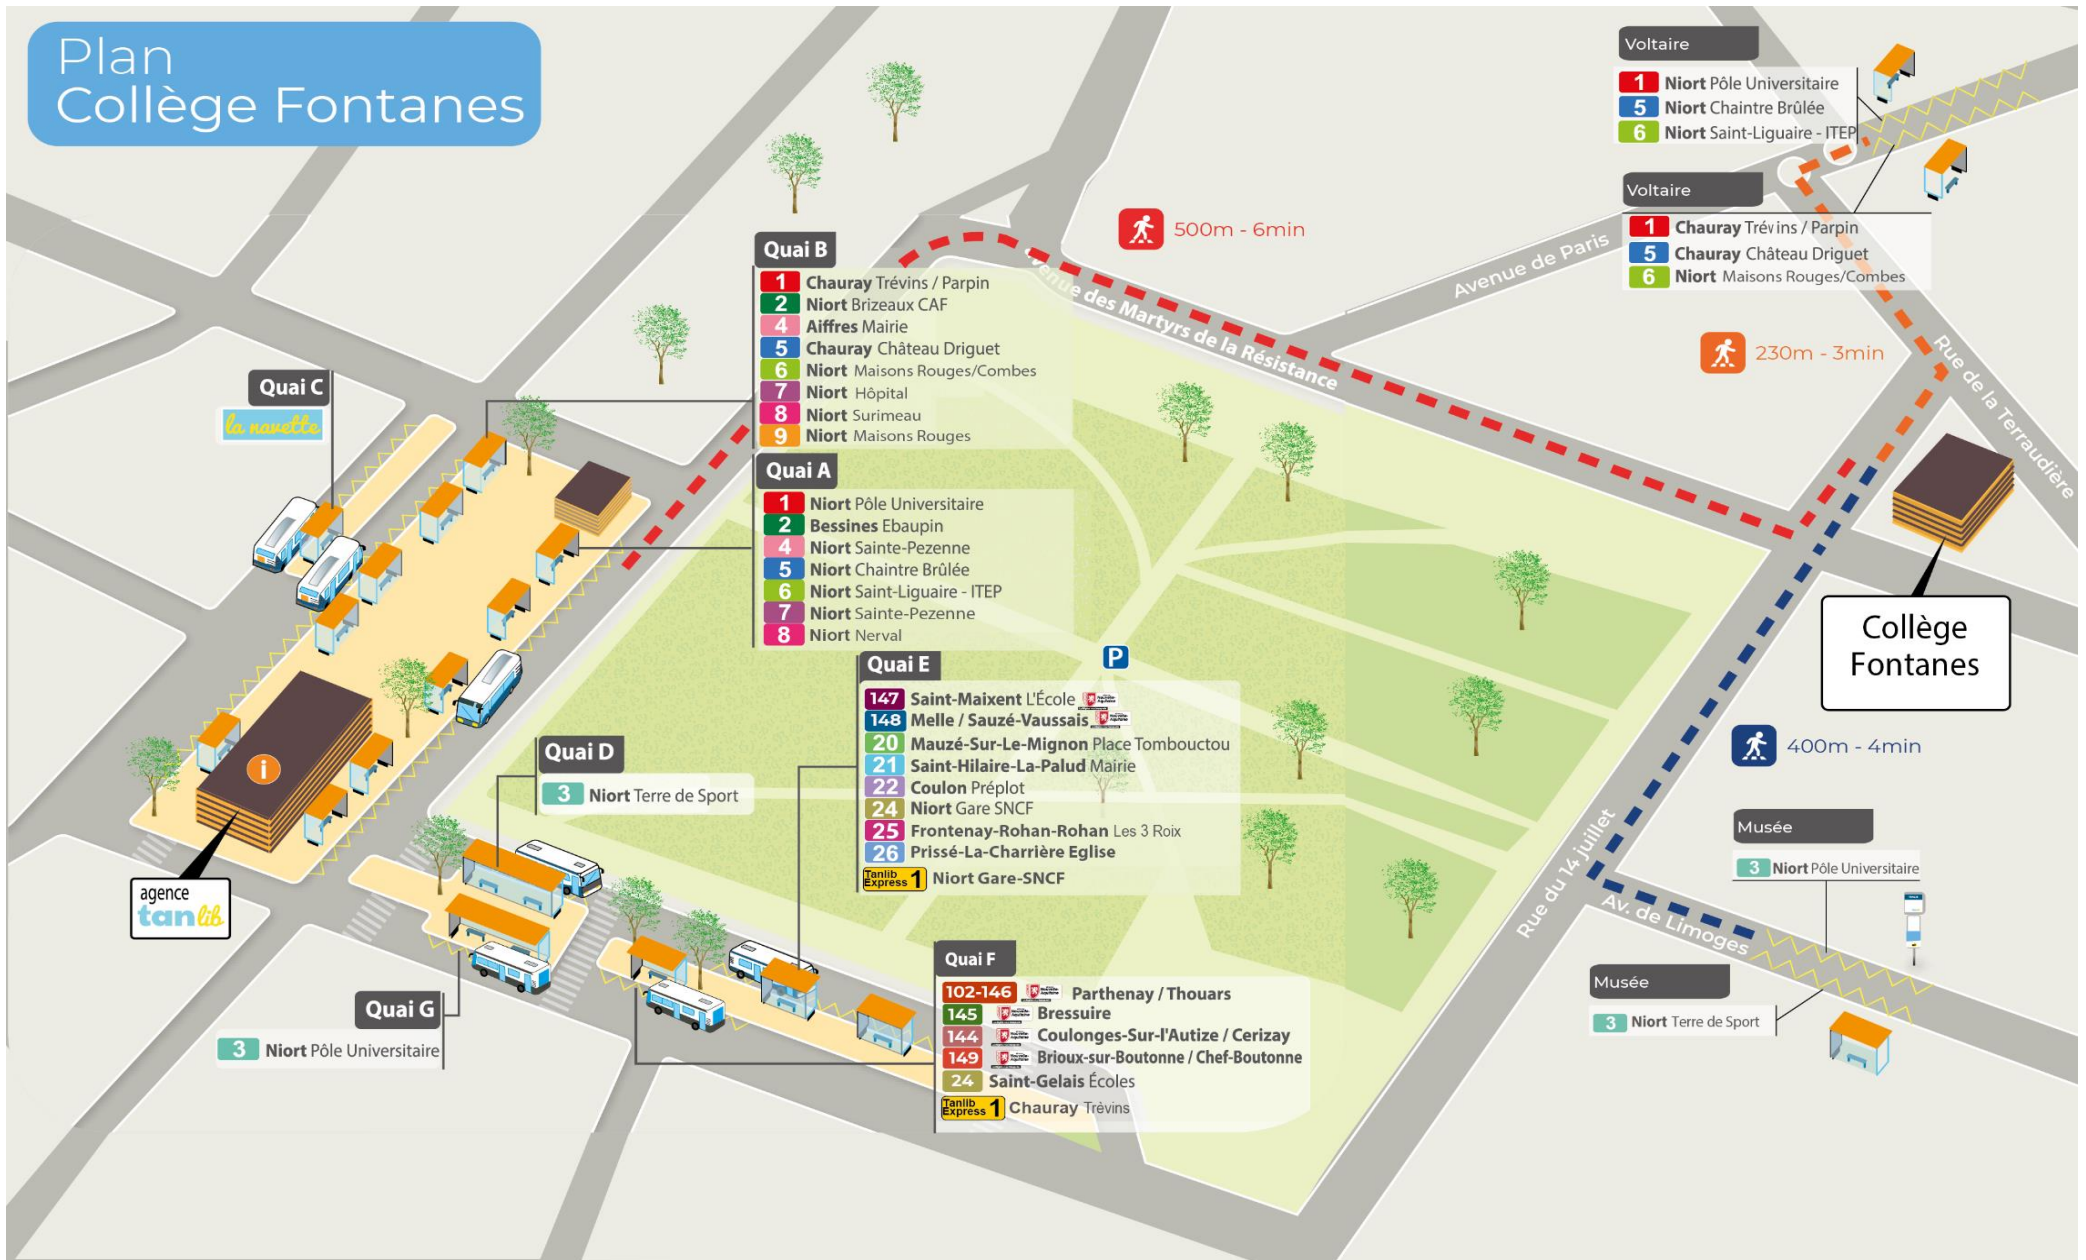 Plan
Collège Fontanes
Voltaire
1 Niort Pôle Universitaire
5 Niort Chaintre Brûlée
6 Niort Saint-Liguaire - ITEP
Voltaire
1 Chauray Trévins / Parpin
5 Chauray Château Driguet
6 Niort Maisons Rouges/Combes
500m - 6min
Avenue de Paris
Avenue des Martyrs de la Résistance
230m - 3min
Rue de la Terraudière
Quai B
1 Chauray Trévins / Parpin
2 Niort Brizeaux CAF
4 Aiffres Mairie
5 Chauray Château Driguet
6 Niort Maisons Rouges/Combes
7 Niort Hôpital
8 Niort Surimeau
9 Niort Maisons Rouges
Quai C
la navette
Quai A
1 Niort Pôle Universitaire
2 Bessines Ebaupin
4 Niort Sainte-Pezenne
5 Niort Chaintre Brûlée
6 Niort Saint-Liguaire - ITEP
7 Niort Sainte-Pezenne
8 Niort Nerval
Collège
Fontanes
P
Quai E
147 Saint-Maixent L'École
148 Melle / Sauzé-Vaussais
20 Mauzé-Sur-Le-Mignon Place Tombouctou
21 Saint-Hilaire-La-Palud Mairie
22 Coulon Préplot
24 Niort Gare SNCF
25 Frontenay-Rohan-Rohan Les 3 Roix
26 Prissé-La-Charrière Eglise
Tanlib Express 1 Niort Gare-SNCF
400m - 4min
Quai D
3 Niort Terre de Sport
i
agence
tanlib
Rue du 14 juillet
Av. de Limoges
Musée
3 Niort Pôle Universitaire
Musée
3 Niort Terre de Sport
Quai F
102-146 Parthenay / Thouars
145 Bressuire
144 Coulonges-Sur-l'Autize / Cerizay
149 Brioux-sur-Boutonne / Chef-Boutonne
24 Saint-Gelais Écoles
Tanlib Express 1 Chauray Trèvins
Quai G
3 Niort Pôle Universitaire